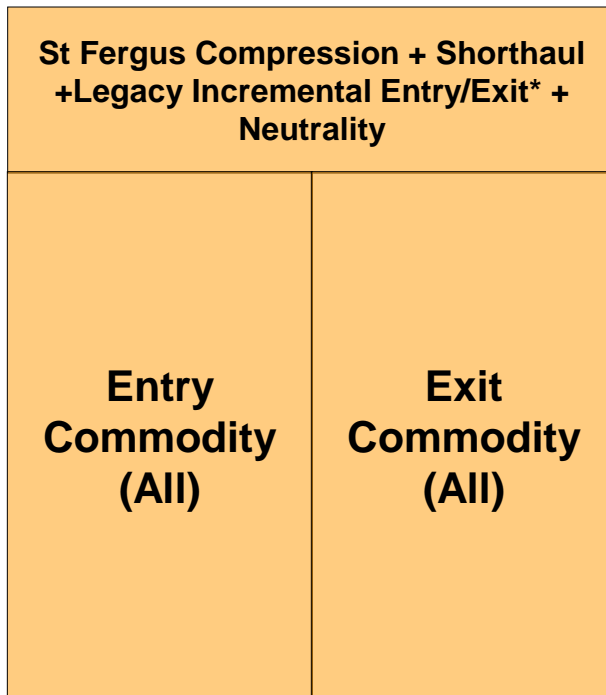 St Fergus Compression + Shorthaul
+Legacy Incremental Entry/Exit* +
Neutrality
Entry
Commodity
(All)
Exit
Commodity
(All)